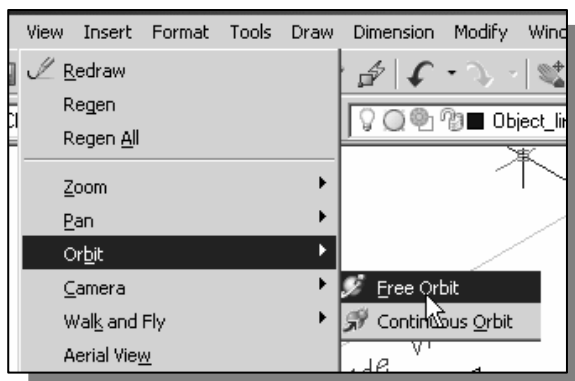 View Insert Format Tools Draw Dimension Modify
Redraw
Regen
Regen All
Object_lin
Zoom
Pan
Orbit
Camera
Free Orbit
Walk and Fly
Continuous Orbit
Aerial View